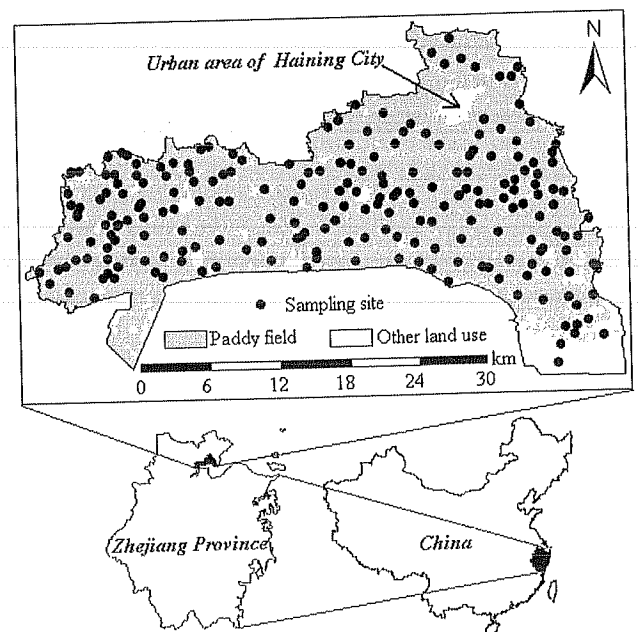 N
Urban area of Haining City
Sampling site
Paddy field
Other land use
km
0 6 12 18 24 30
Zhejiang Province
China